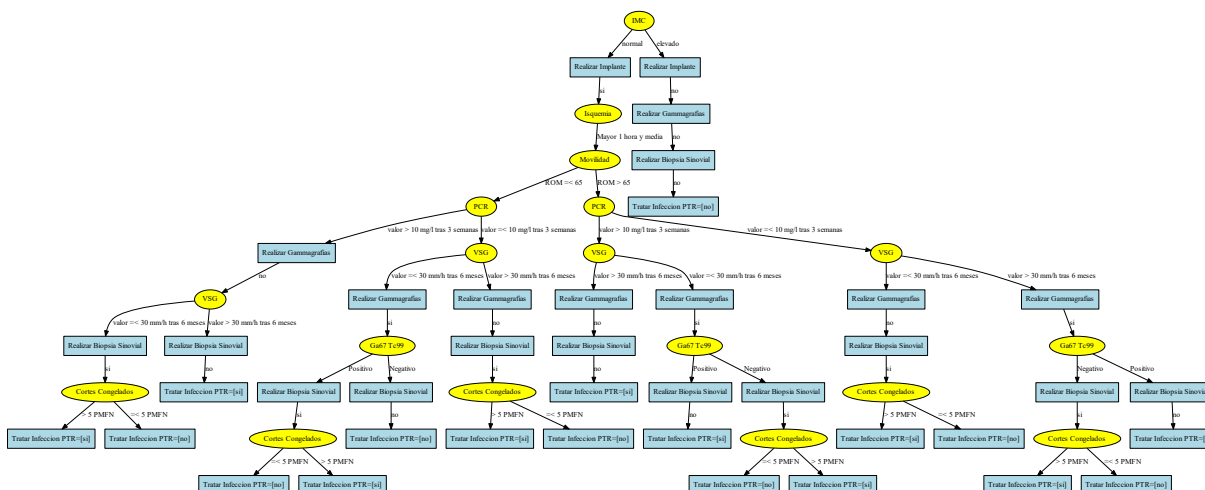 IMC
normal
elevado
Realizar Implante
Realizar Implante
si
no
Isquemia
Realizar Gammagrafias
Mayor 1 hora y media
no
Movilidad
Realizar Biopsia Sinovial
ROM =< 65
ROM > 65
no
PCR
PCR
Tratar Infeccion PTR=[no]
valor > 10 mg/l tras 3 semanas
valor =< 10 mg/l tras 3 semanas
valor > 10 mg/l tras 3 semanas
valor =< 10 mg/l tras 3 semanas
Realizar Gammagrafias
VSG
VSG
VSG
no
valor =< 30 mm/h tras 6 meses
valor > 30 mm/h tras 6 meses
valor > 30 mm/h tras 6 meses
valor =< 30 mm/h tras 6 meses
valor =< 30 mm/h tras 6 meses
valor > 30 mm/h tras 6 meses
VSG
Realizar Gammagrafias
Realizar Gammagrafias
Realizar Gammagrafias
Realizar Gammagrafias
Realizar Gammagrafias
Realizar Gammagrafias
valor =< 30 mm/h tras 6 meses
valor > 30 mm/h tras 6 meses
si
no
no
si
no
si
Realizar Biopsia Sinovial
Realizar Biopsia Sinovial
Ga67 Tc99
Realizar Biopsia Sinovial
Realizar Biopsia Sinovial
Ga67 Tc99
Realizar Biopsia Sinovial
Ga67 Tc99
si
no
Positivo
Negativo
si
no
Positivo
Negativo
si
Negativo
Positivo
Cortes Congelados
Tratar Infeccion PTR=[si]
Realizar Biopsia Sinovial
Realizar Biopsia Sinovial
Cortes Congelados
Tratar Infeccion PTR=[si]
Realizar Biopsia Sinovial
Realizar Biopsia Sinovial
Cortes Congelados
Realizar Biopsia Sinovial
Realizar Biopsia Sinovial
> 5 PMFN
=< 5 PMFN
si
no
> 5 PMFN
=< 5 PMFN
no
si
> 5 PMFN
=< 5 PMFN
si
no
Tratar Infeccion PTR=[si]
Tratar Infeccion PTR=[no]
Cortes Congelados
Tratar Infeccion PTR=[no]
Tratar Infeccion PTR=[si]
Tratar Infeccion PTR=[no]
Tratar Infeccion PTR=[si]
Cortes Congelados
Tratar Infeccion PTR=[si]
Tratar Infeccion PTR=[no]
Cortes Congelados
Tratar Infeccion
=< 5 PMFN
> 5 PMFN
=< 5 PMFN
> 5 PMFN
> 5 PMFN
=< 5 PMFN
Tratar Infeccion PTR=[no]
Tratar Infeccion PTR=[si]
Tratar Infeccion PTR=[no]
Tratar Infeccion PTR=[si]
Tratar Infeccion PTR=[si]
Tratar Infeccion PTR=[no]